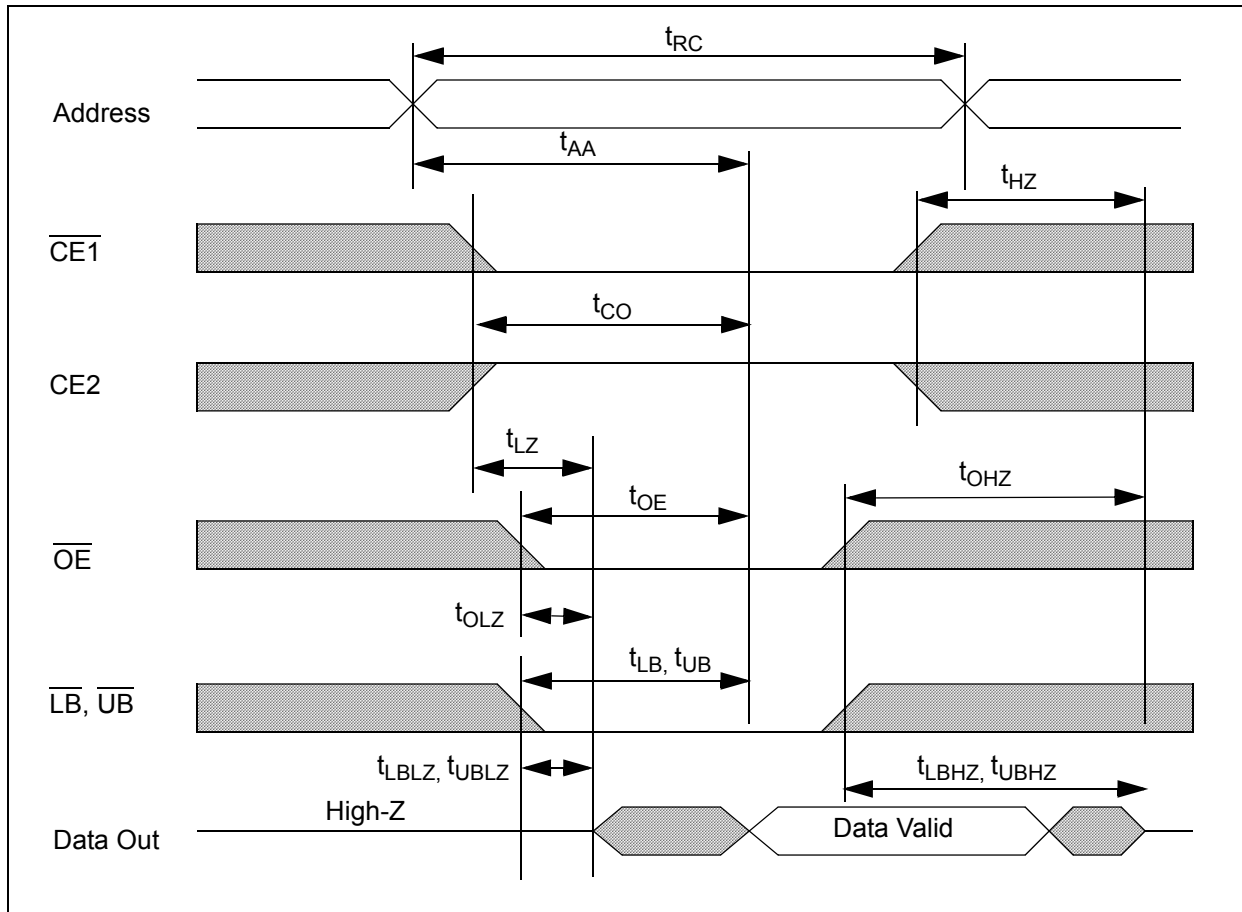 tRC
Address
tAA
tHZ
CE1
tCO
CE2
tLZ
tOHZ
tOE
OE
tOLZ
tLB, tUB
LB, UB
tLBLZ, tUBLZ
tLBHZ, tUBHZ
High-Z
Data Valid
Data Out